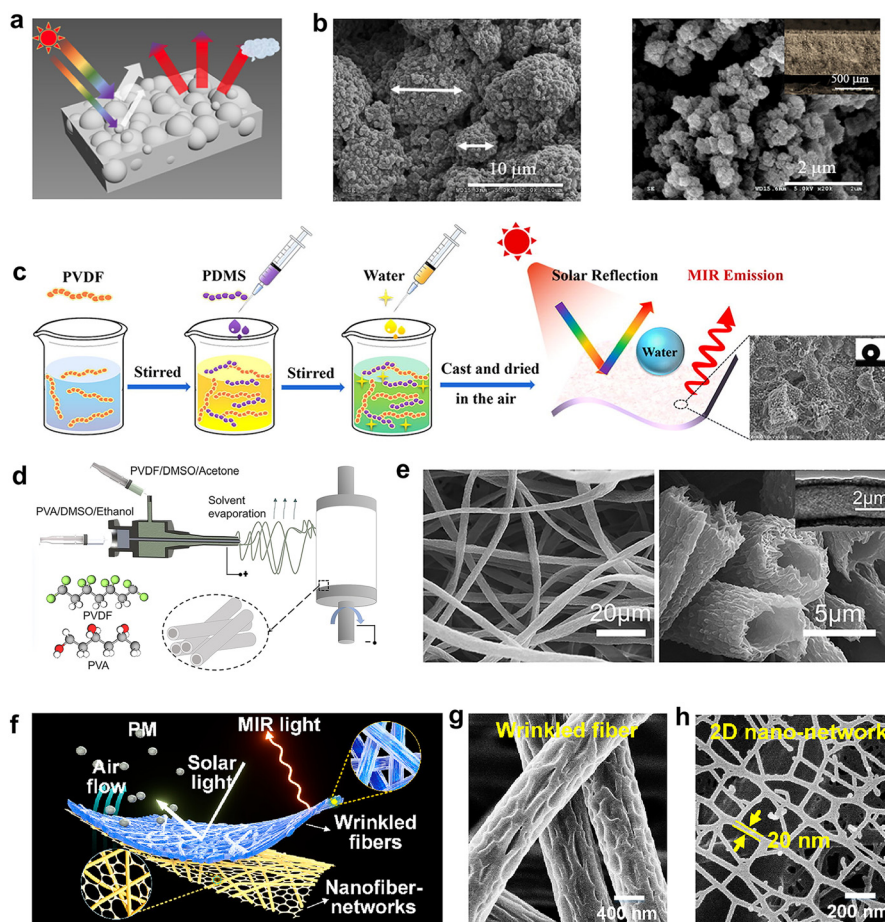 a
b
10 μm
500 μm
2 μm
c
PVDF
PDMS
Water
Stirred
Stirred
Cast and dried
in the air
Solar Reflection
MIR Emission
Water
d
PVDF/DMSO/Acetone
PVA/DMSO/Ethanol
Solvent
evaporation
PVDF
PVA
e
20μm
2μm
5μm
f
PM
MIR light
Air
flow
Solar
light
Wrinkled
fibers
Nanofiber-
networks
g
Wrinkled fiber
400 nm
h
2D nano-network
20 nm
200 nm